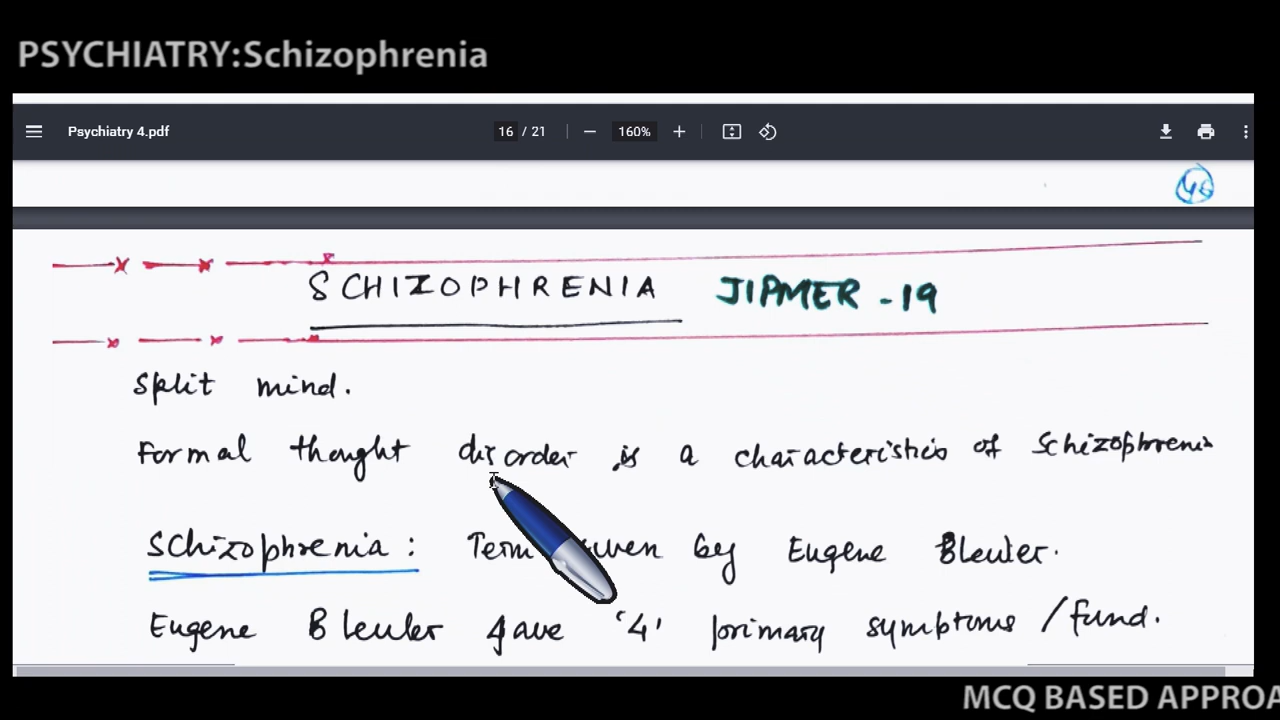 PSYCHIATRY:Schizophrenia
Psychiatry 4.pdf 16 / 21 160%
SCHIZOPHRENIA JIPMER - 19
Split mind.
Formal thought disorder is a characteristics of Schizophrenia
Schizophrenia : Term given by Eugene Bleuler.
Eugene Bleuler gave '4' primary symptoms / fund.
MCQ BASED APPROA